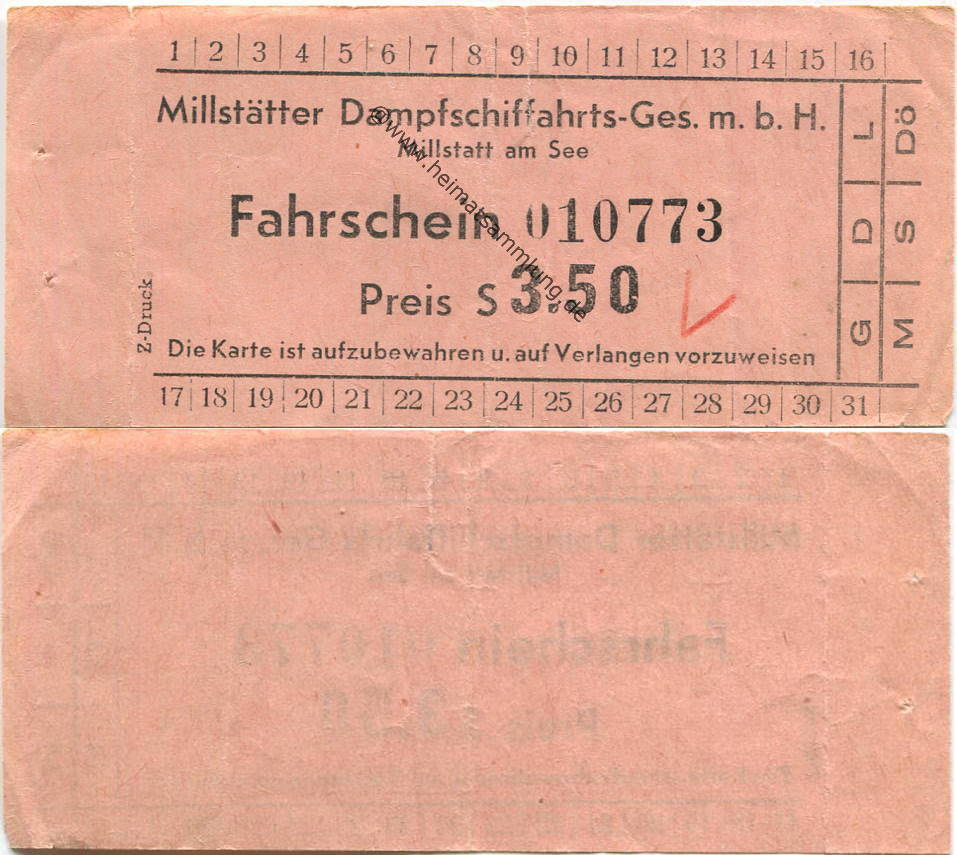 1 | 2 | 3 | 4 | 5 | 6 | 7 | 8 | 9 | 10 | 11 | 12 | 13 | 14 | 15 | 16
Millstätter Dampfschiffahrts-Ges. m. b. H.
Millstatt am See
Fahrschein 010773
Preis S 3.50
Die Karte ist aufzubewahren u. auf Verlangen vorzuweisen
17 | 18 | 19 | 20 | 21 | 22 | 23 | 24 | 25 | 26 | 27 | 28 | 29 | 30 | 31
Z-Druck
G D L
M S Dö
©www.heimatsammlung.de